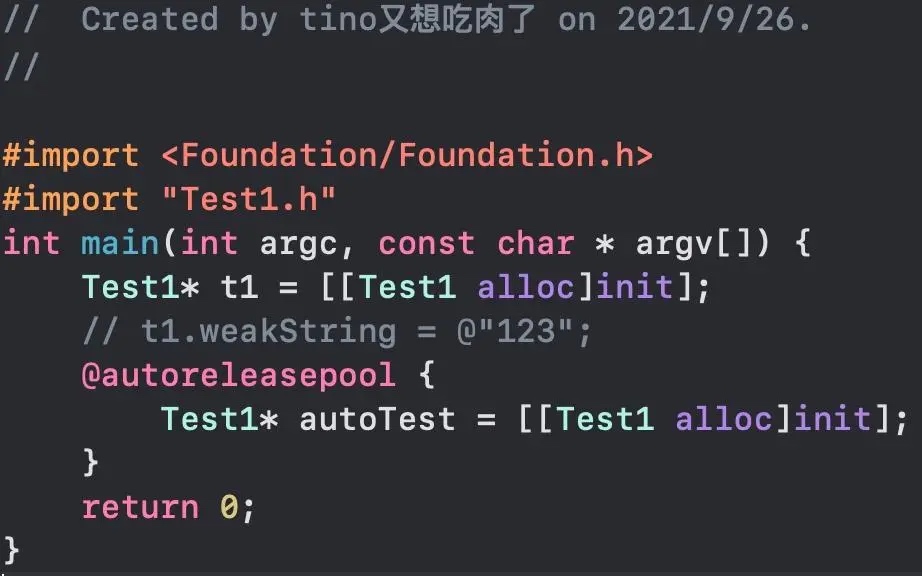 //  Created by tino又想吃肉了 on 2021/9/26.
//
#import <Foundation/Foundation.h>
#import "Test1.h"
int main(int argc, const char * argv[]) {
    Test1* t1 = [[Test1 alloc]init];
    // t1.weakString = @"123";
    @autoreleasepool {
        Test1* autoTest = [[Test1 alloc]init];
    }
    return 0;
}